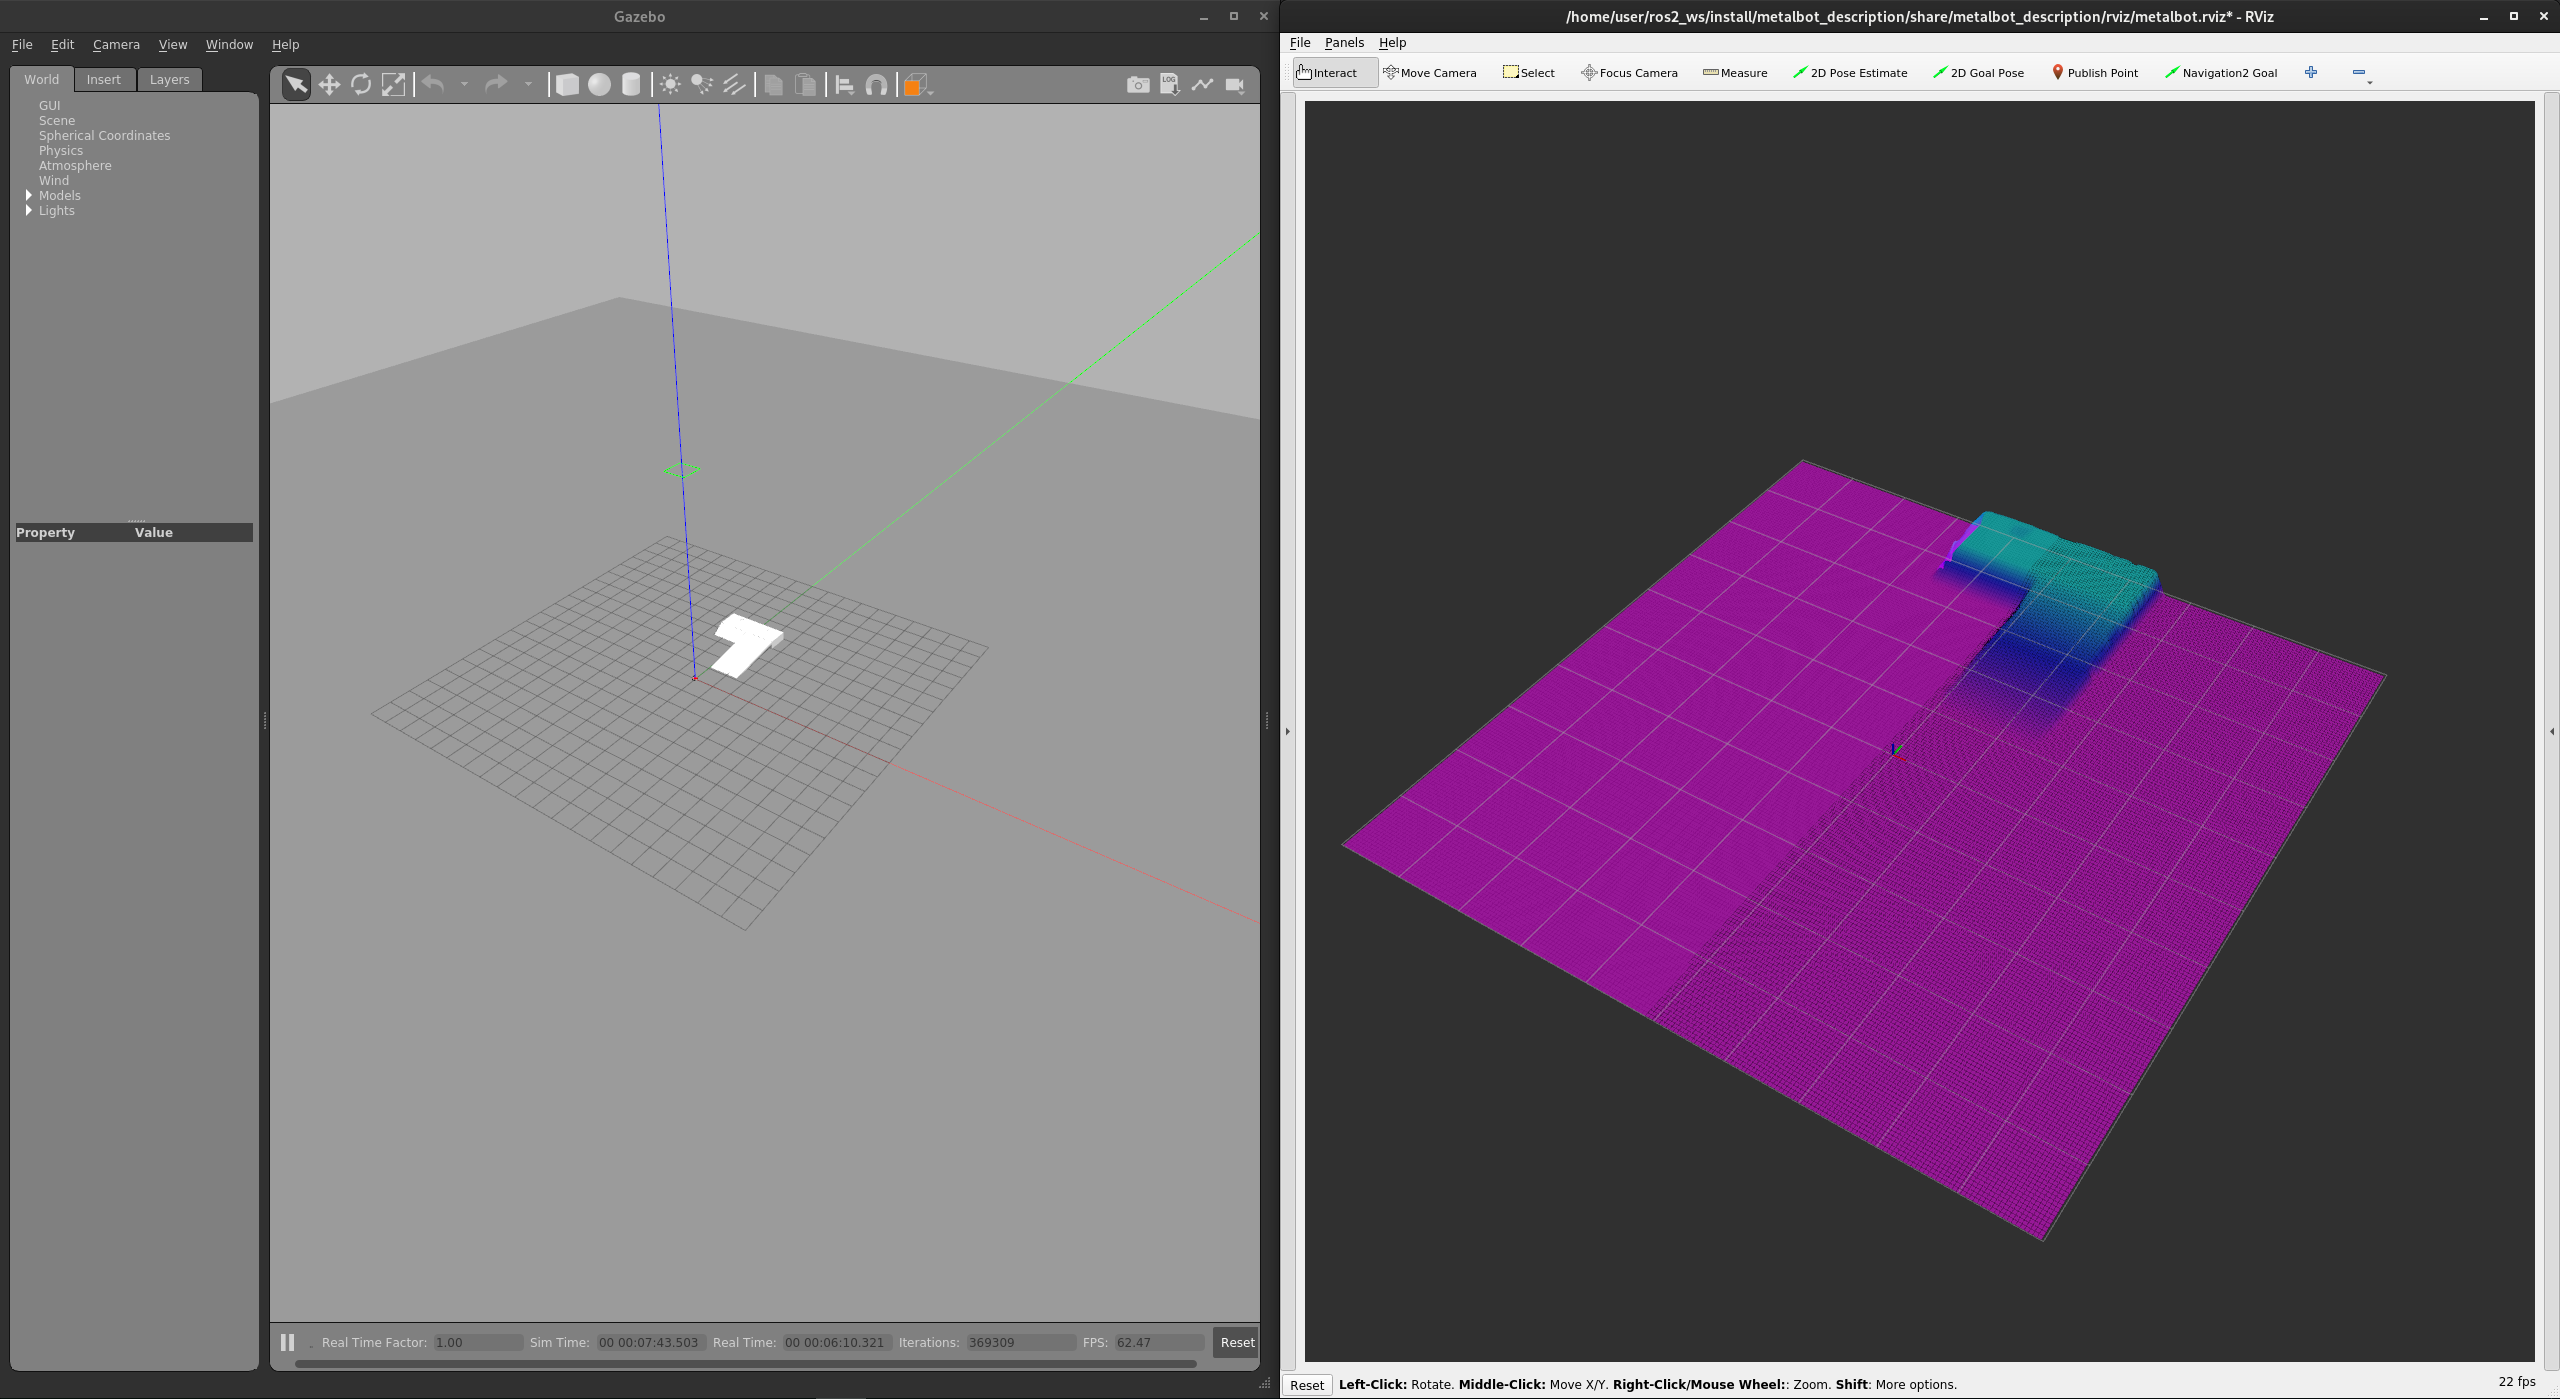 Gazebo
File Edit Camera View Window Help
World Insert Layers
GUI
Scene
Spherical Coordinates
Physics
Atmosphere
Wind
Models
Lights
Property Value
LOG
Real Time Factor: 1.00 Sim Time: 00 00:07:43.503 Real Time: 00 00:06:10.321 Iterations: 369309 FPS: 62.47 Reset
/home/user/ros2_ws/install/metalbot_description/share/metalbot_description/rviz/metalbot.rviz* - RViz
File Panels Help
Interact Move Camera Select Focus Camera Measure 2D Pose Estimate 2D Goal Pose Publish Point Navigation2 Goal
Reset Left-Click: Rotate. Middle-Click: Move X/Y. Right-Click/Mouse Wheel:: Zoom. Shift: More options. 22 fps